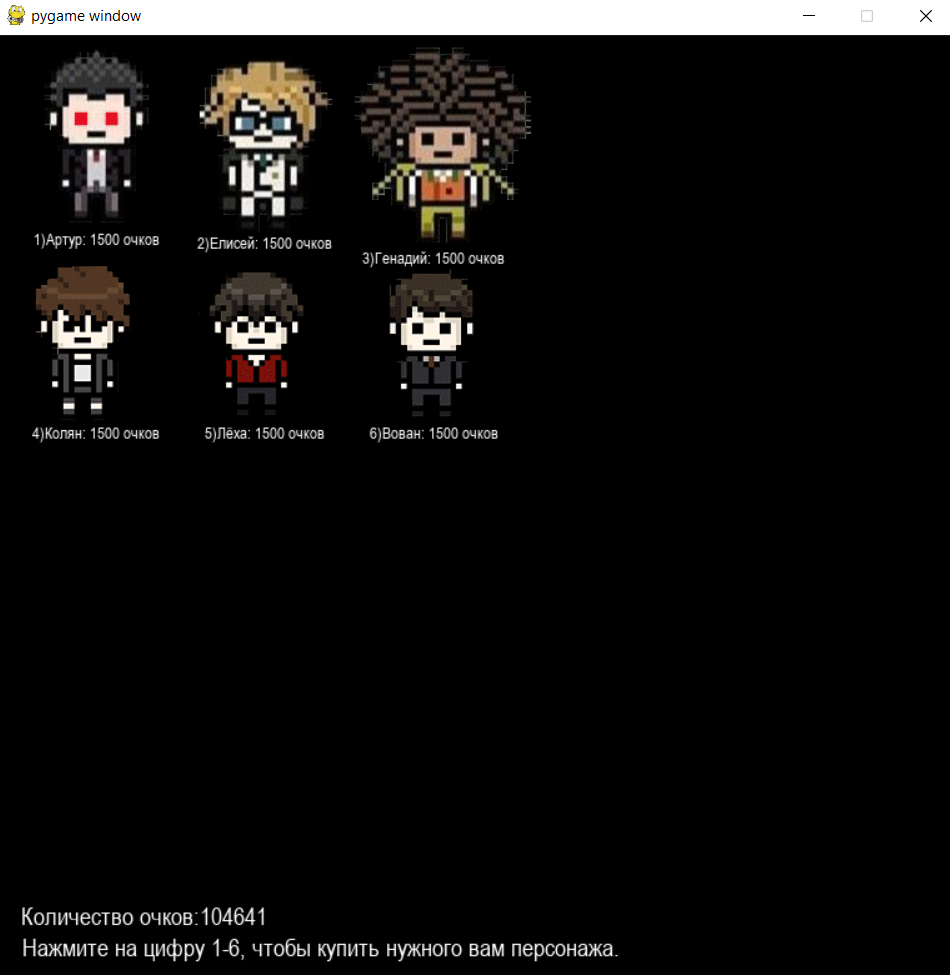 pygame window
1)Артур: 1500 очков
2)Елисей: 1500 очков
3)Генадий: 1500 очков
4)Колян: 1500 очков
5)Лёха: 1500 очков
6)Вован: 1500 очков
Количество очков:104641
Нажмите на цифру 1-6, чтобы купить нужного вам персонажа.